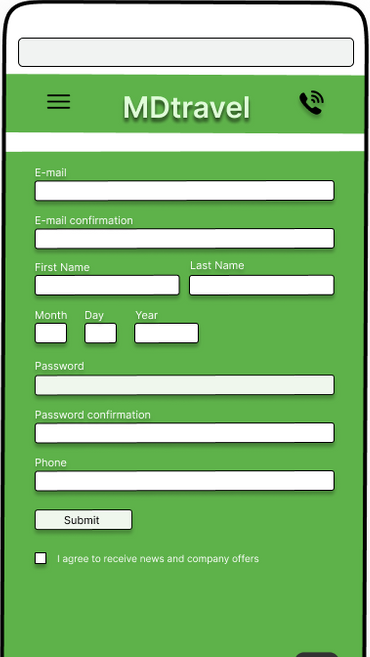 MDtravel
E-mail
E-mail confirmation
First Name Last Name
Month Day Year
Password
Password confirmation
Phone
Submit
I agree to receive news and company offers